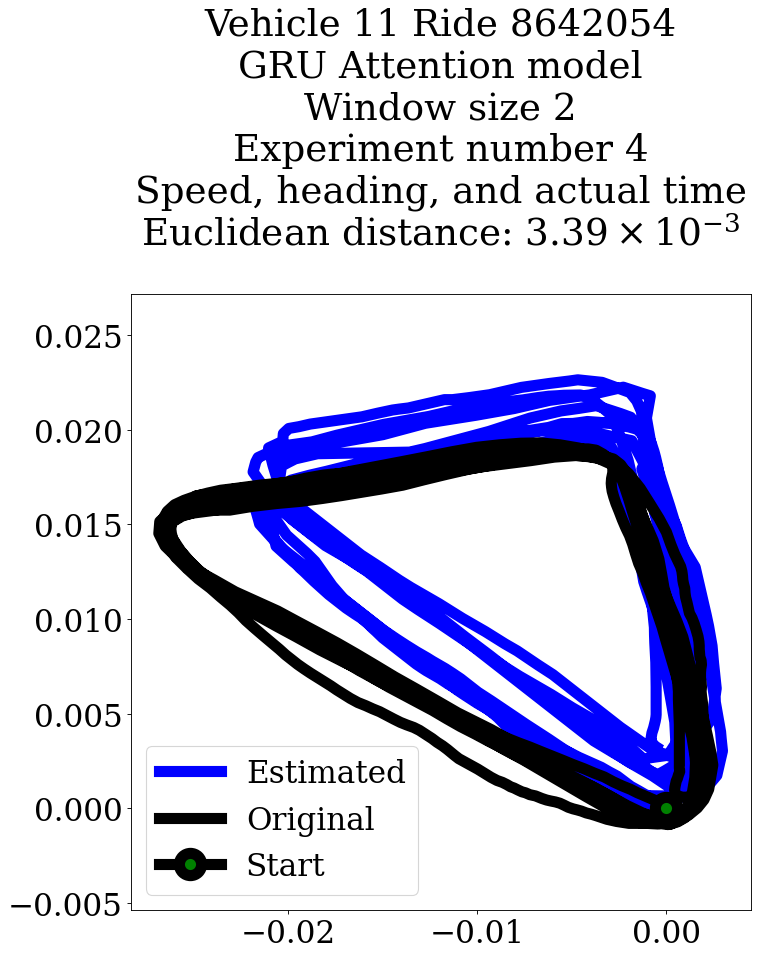 Vehicle 11 Ride 8642054
GRU Attention model
Window size 2
Experiment number 4
Speed, heading, and actual time
Euclidean distance: 3.39 × 10⁻³
0.025
0.020
0.015
0.010
0.005
0.000
−0.005
Estimated
Original
Start
−0.02 −0.01 0.00